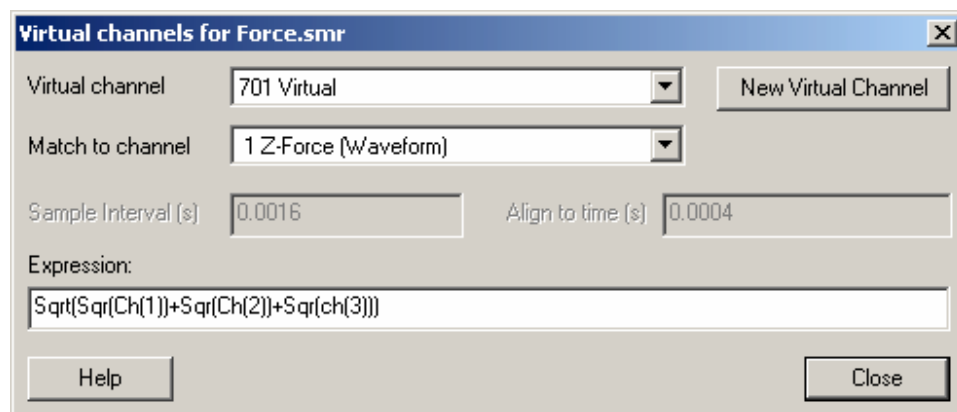 Virtual channels for Force.smr
Virtual channel 701 Virtual New Virtual Channel
Match to channel 1 Z-Force (Waveform)
Sample Interval (s) 0.0016 Align to time (s) 0.0004
Expression:
Sqrt(Sqr(Ch(1))+Sqr(Ch(2))+Sqr(ch(3)))
Help Close